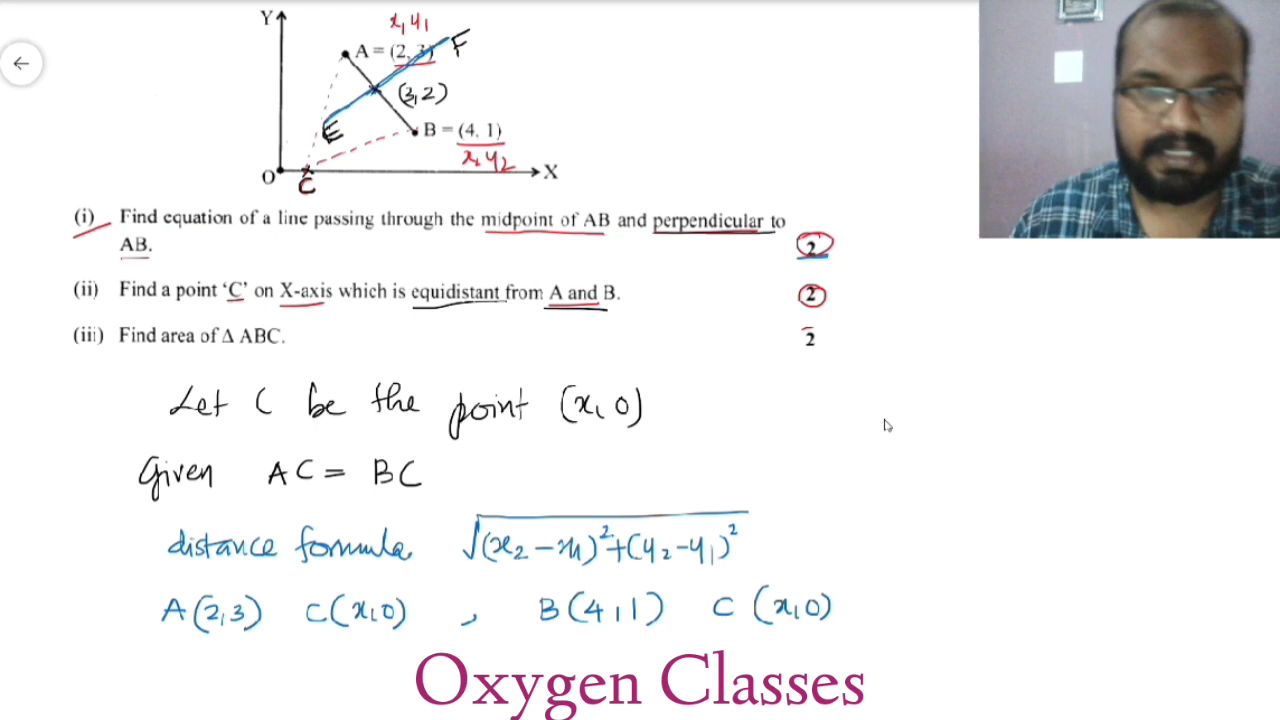 Y
x, y1
A = (2, 3)
F
(3, 2)
E
B = (4, 1)
x, y2
O
C
X
(i) Find equation of a line passing through the midpoint of AB and perpendicular to
AB.
2
(ii) Find a point ‘C’ on X-axis which is equidistant from A and B.
2
(iii) Find area of Δ ABC.
2
Let C be the point (x, 0)
Given AC = BC
distance formula √(x2 − x1)²+(y2−y1)²
A(2,3) C(x,0) , B(4,1) C (x,0)
Oxygen Classes